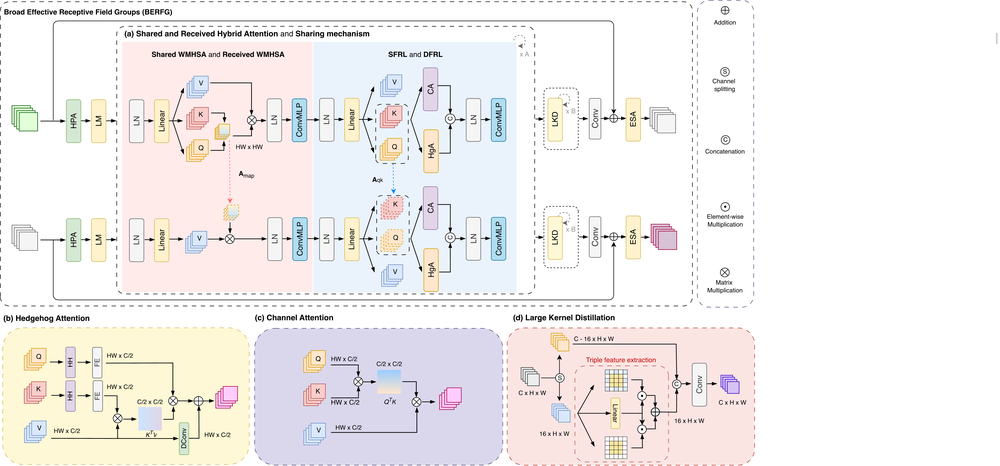 Broad Effective Receptive Field Groups (BERFG)
(a) Shared and Received Hybrid Attention and Sharing mechanism
x A
Shared WMHSA and Received WMHSA
SFRL and DFRL
HPA
LM
LN
Linear
V
K
Q
HW x HW
LN
ConvMLP
LN
Linear
V
K
Q
CA
HgA
C
LN
ConvMLP
LKD
x B
Conv
ESA
Amap
Aqk
HPA
LM
LN
Linear
V
LN
ConvMLP
LN
Linear
K
Q
V
CA
HgA
C
LN
ConvMLP
LKD
x B
Conv
ESA
Addition
S
Channel
splitting
C
Concatenation
Element-wise
Multiplication
Matrix
Multiplication
(b) Hedgehog Attention
Q
HH
FE
HW x C/2
K
HH
FE
HW x C/2
C/2 x C/2
KᵀV
V
HW x C/2
DConv
HW x C/2
(c) Channel Attention
Q
HW x C/2
C/2 x C/2
K
HW x C/2
QᵀK
V
HW x C/2
(d) Large Kernel Distillation
C - 16 x H x W
Triple feature extraction
C x H x W
S
Linear
16 x H x W
16 x H x W
C
Conv
C x H x W